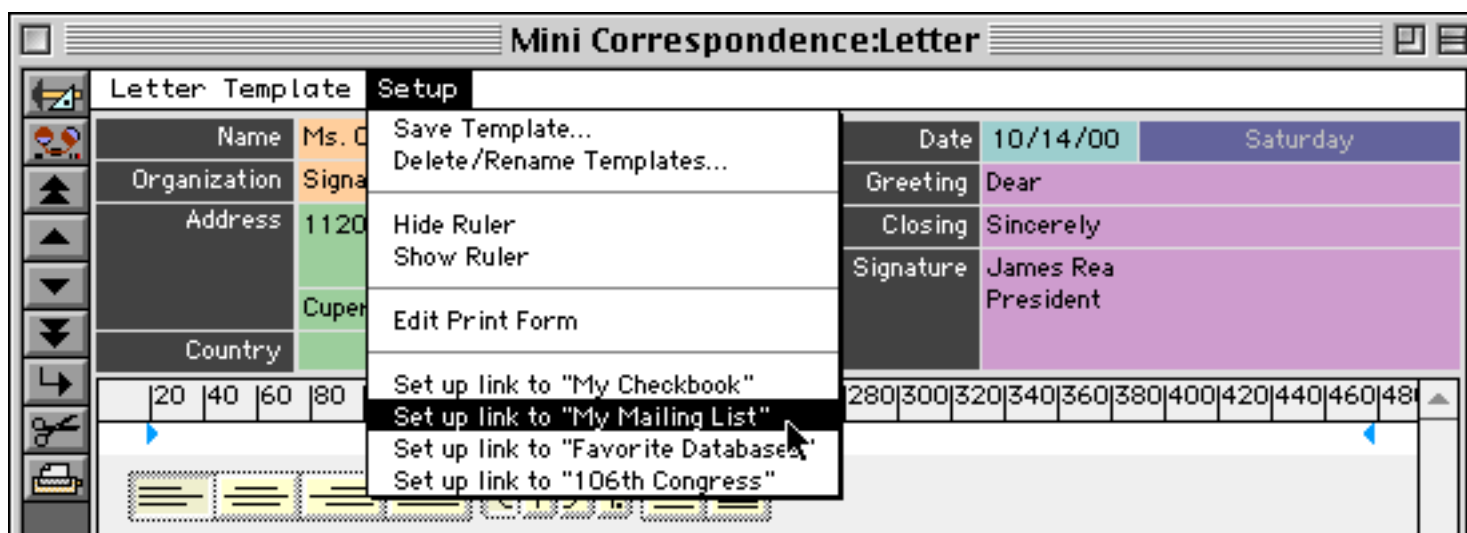 Mini Correspondence:Letter
Letter Template Setup
Name Ms.
Organization
Address 1120
Country
Save Template...
Delete/Rename Templates...
Hide Ruler
Show Ruler
Edit Print Form
Set up link to "My Checkbook"
Set up link to "My Mailing List"
Set up link to "Favorite Databases"
Set up link to "106th Congress"
Date 10/14/00 Saturday
Greeting Dear
Closing Sincerely
Signature James Rea
President
20 40 60 80 280 300 320 340 360 380 400 420 440 460